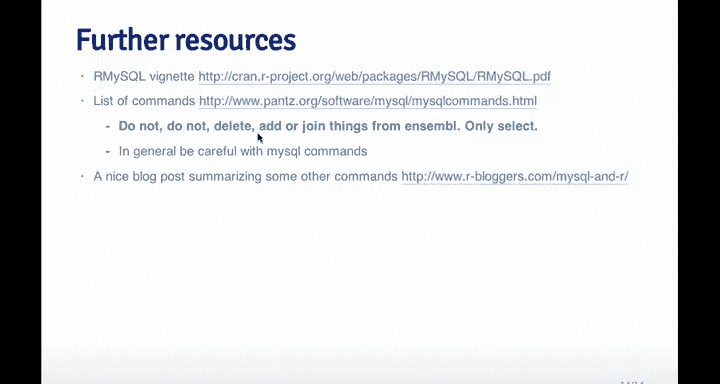 Further resources
· RMySQL vignette http://cran.r-project.org/web/packages/RMySQL/RMySQL.pdf
· List of commands http://www.pantz.org/software/mysql/mysqlcommands.html
- Do not, do not, delete, add or join things from ensembl. Only select.
- In general be careful with mysql commands
· A nice blog post summarizing some other commands http://www.r-bloggers.com/mysql-and-r/